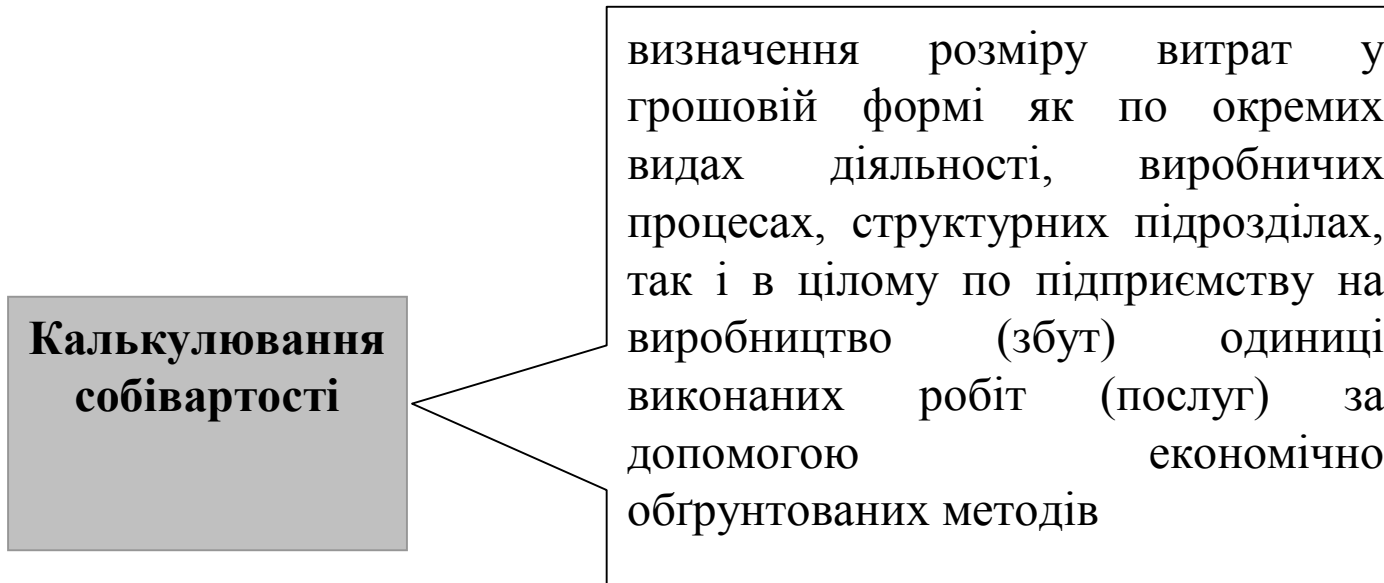 Калькулювання
собівартості
визначення розміру витрат у
грошовій формі як по окремих
видах діяльності, виробничих
процесах, структурних підрозділах,
так і в цілому по підприємству на
виробництво (збут) одиниці
виконаних робіт (послуг) за
допомогою економічно
обґрунтованих методів